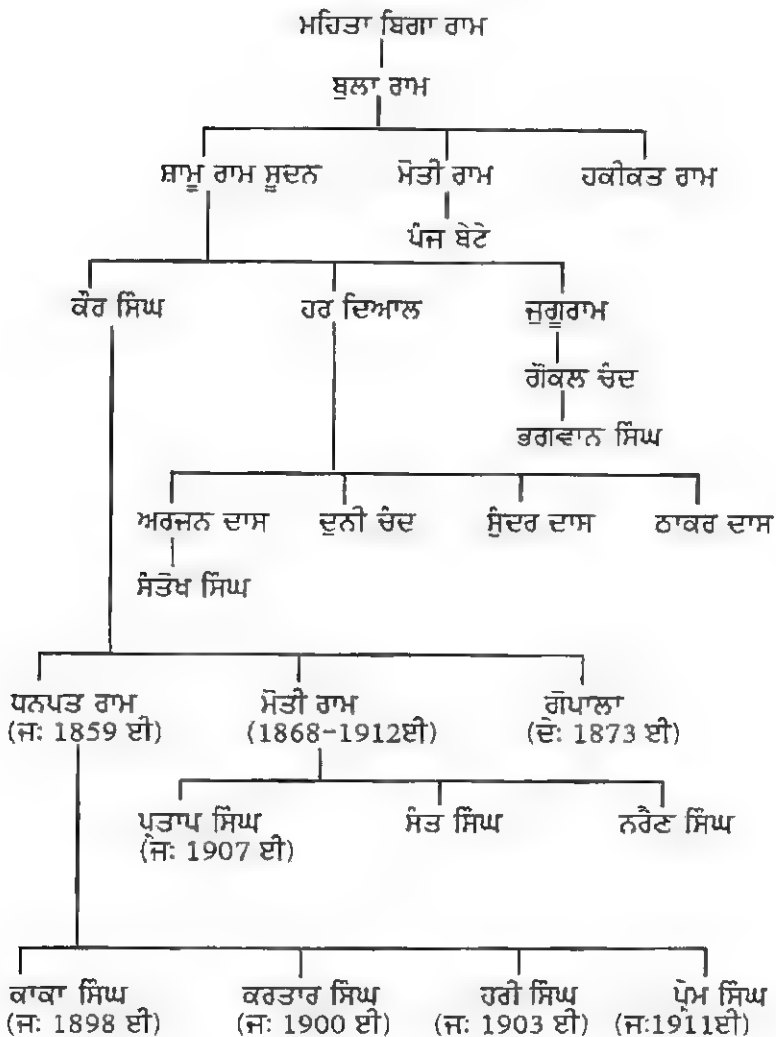 ਮਹਿਤਾ ਬਿਗਾ ਰਾਮ
ਬੁਲਾ ਰਾਮ
ਸ਼ਾਮੂ ਰਾਮ ਸੂਦਨ ਮੋਤੀ ਰਾਮ ਹਕੀਕਤ ਰਾਮ
ਪੰਜ ਬੇਟੇ
ਕੌਰ ਸਿੰਘ ਹਰ ਦਿਆਲ ਜੁਗੂਰਾਮ
ਗੋਕਲ ਚੰਦ
ਭਗਵਾਨ ਸਿੰਘ
ਅਰਜਨ ਦਾਸ ਦੁਨੀ ਚੰਦ ਸੁੰਦਰ ਦਾਸ ਠਾਕਰ ਦਾਸ
ਸੰਤੋਖ ਸਿੰਘ
ਧਨਪਤ ਰਾਮ ਮੋਤੀ ਰਾਮ ਗੋਪਾਲਾ
(ਜ: 1859 ਈ) (1868-1912ਈ) (ਦੇ: 1873 ਈ)
ਪ੍ਰਤਾਪ ਸਿੰਘ ਸੰਤ ਸਿੰਘ ਨਰੈਣ ਸਿੰਘ
(ਜ: 1907 ਈ)
ਕਾਕਾ ਸਿੰਘ ਕਰਤਾਰ ਸਿੰਘ ਹਰੀ ਸਿੰਘ ਪ੍ਰੇਮ ਸਿੰਘ
(ਜ: 1898 ਈ) (ਜ: 1900 ਈ) (ਜ: 1903 ਈ) (ਜ:1911ਈ)